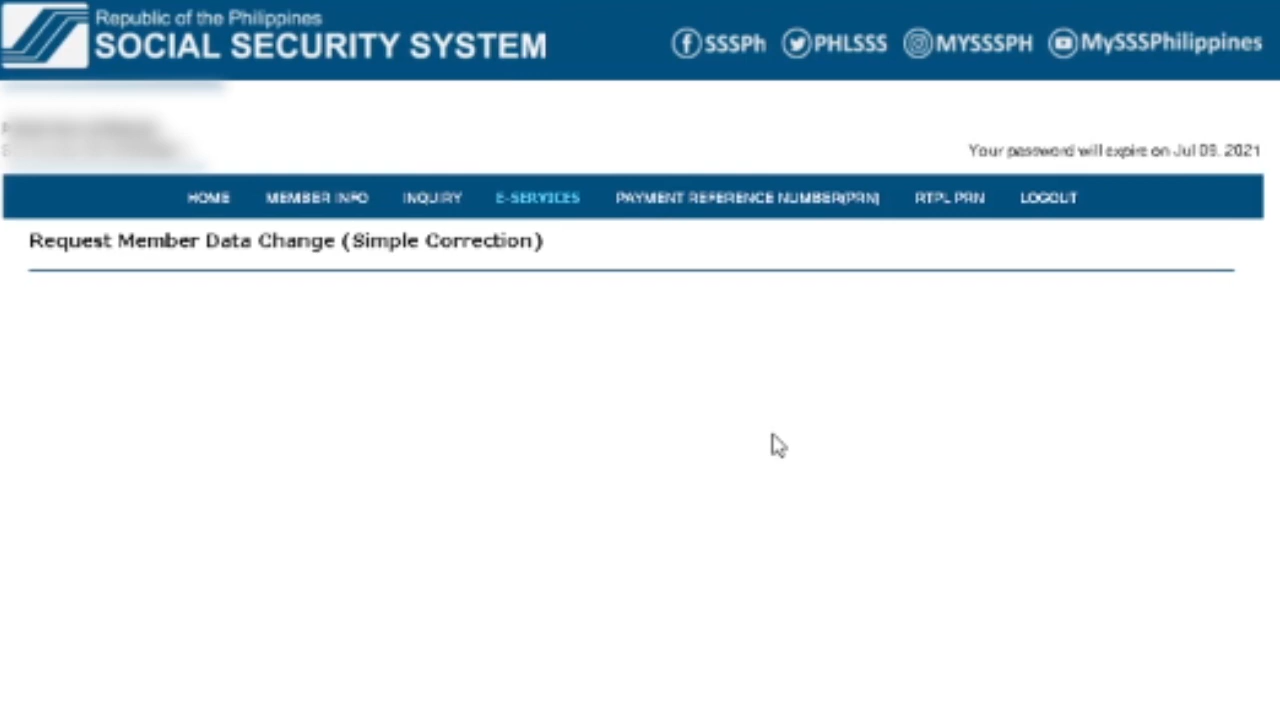 Republic of the Philippines
SOCIAL SECURITY SYSTEM
SSSPh PHLSSS MYSSSPH MySSSPhilippines
Your password will expire on Jul 09, 2021
HOME MEMBER INFO INQUIRY E-SERVICES PAYMENT REFERENCE NUMBER(PRN) RTPL PRN LOGOUT
Request Member Data Change (Simple Correction)